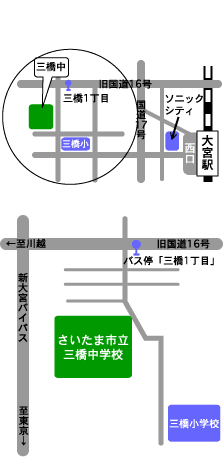 三橋中
ソニック
シティ
旧国道16号
三橋1丁目
国道17号
三橋小
西口
大宮駅
←至川越
旧国道16号
バス停「三橋1丁目」
新大宮バイパス
さいたま市立
三橋中学校
至東京→
三橋小学校